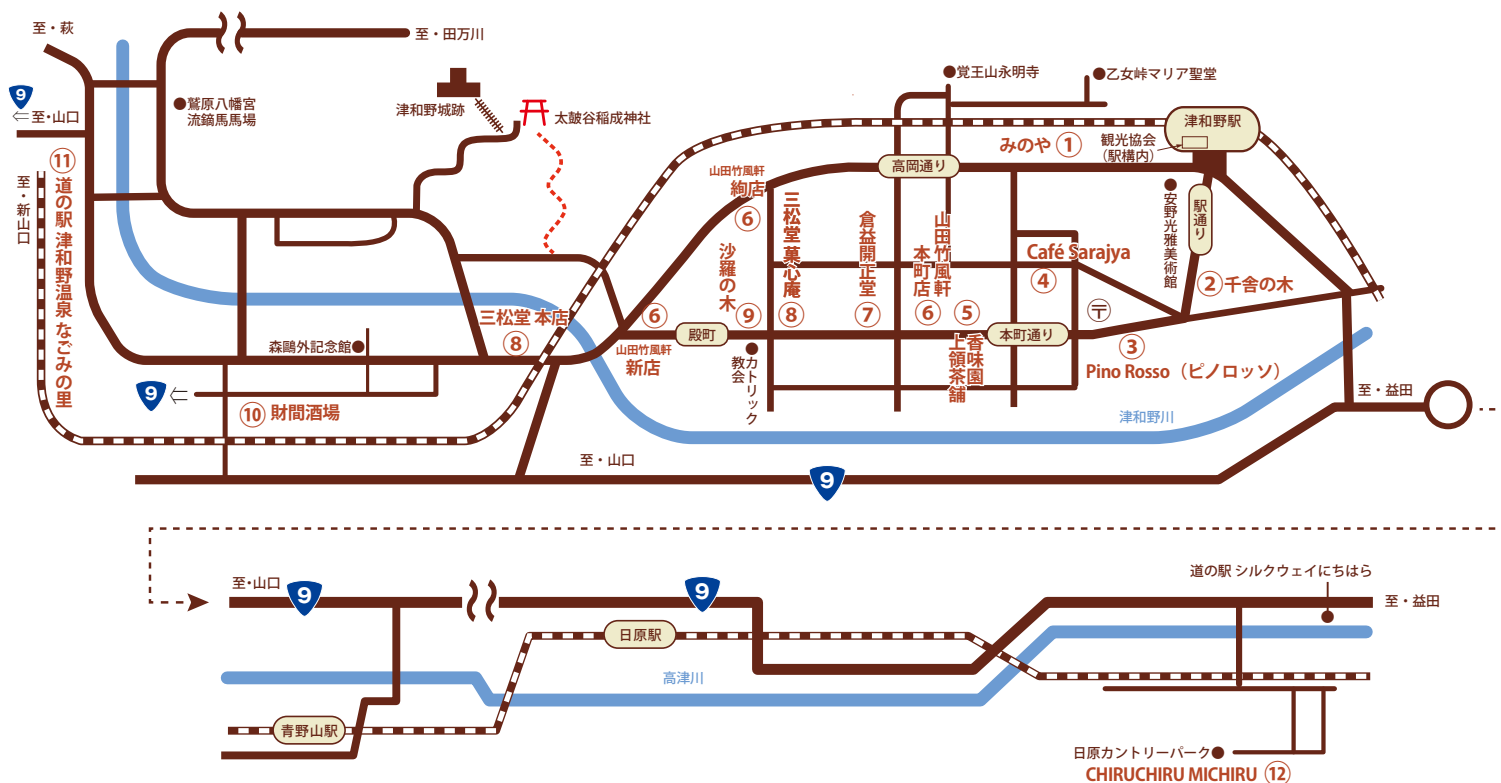 至・萩
至・田万川
9
至・山口
鷲原八幡宮
流鏑馬馬場
津和野城跡
太皷谷稲成神社
覚王山永明寺
乙女峠マリア聖堂
津和野駅
観光協会
(駅構内)
みのや ①
高岡通り
駅通り
安野光雅美術館
⑪
道の駅 津和野温泉 なごみの里
至・新山口
山田竹風軒
絢店
⑥
沙羅の木
⑨
三松堂 菓心庵
⑧
倉益開正堂
⑦
山田竹風軒
本町店
⑥
⑤
香味園
上領茶舗
Café Sarajya
④
〒
② 千舎の木
三松堂 本店
⑧
⑥
山田竹風軒
新店
殿町
本町通り
カトリック
教会
③
Pino Rosso（ピノロッソ）
森鷗外記念館
9
⑩ 財間酒場
津和野川
至・益田
至・山口
9
至・山口
9
9
道の駅 シルクウェイにちはら
至・益田
日原駅
高津川
青野山駅
日原カントリーパーク
CHIRUCHIRU MICHIRU ⑫